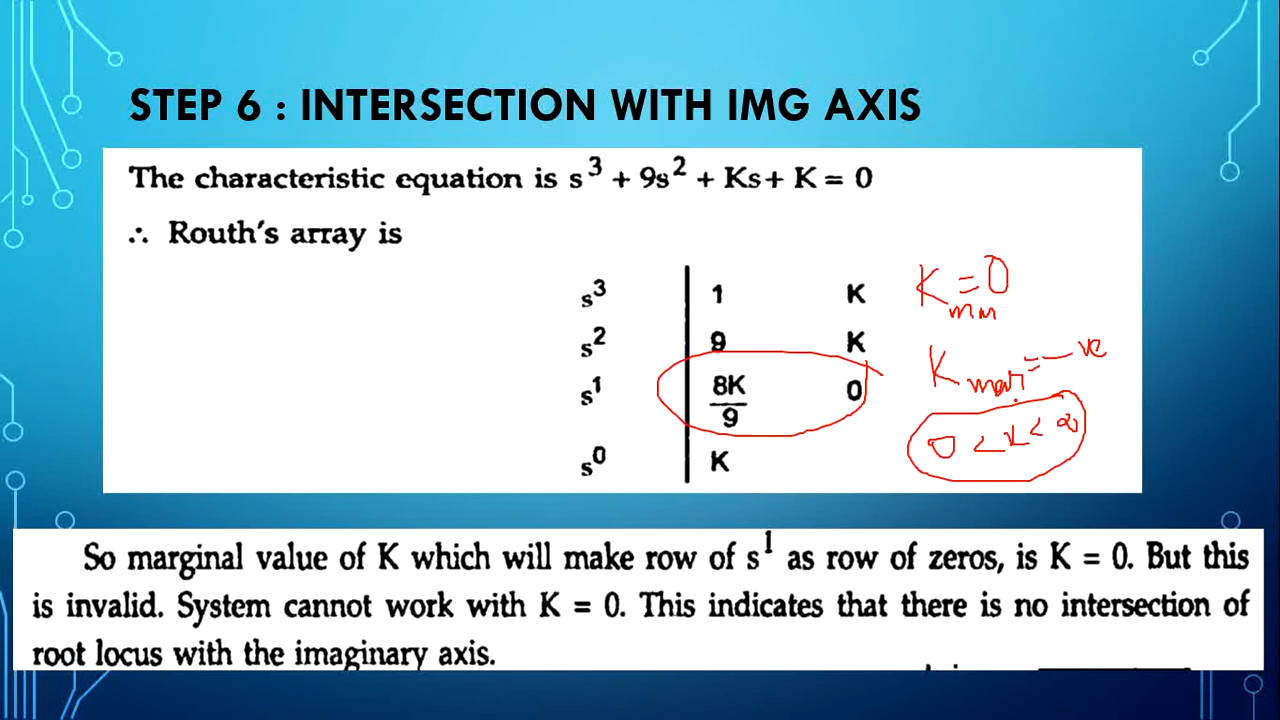 STEP 6 : INTERSECTION WITH IMG AXIS
The characteristic equation is s³ + 9s² + Ks + K = 0
∴ Routh's array is
s³ 1 K
s² 9 K
s¹ 8K/9 0
s⁰ K
K = 0
K mar = -ve
0 < K < ∞
So marginal value of K which will make row of s¹ as row of zeros, is K = 0. But this
is invalid. System cannot work with K = 0. This indicates that there is no intersection of
root locus with the imaginary axis.